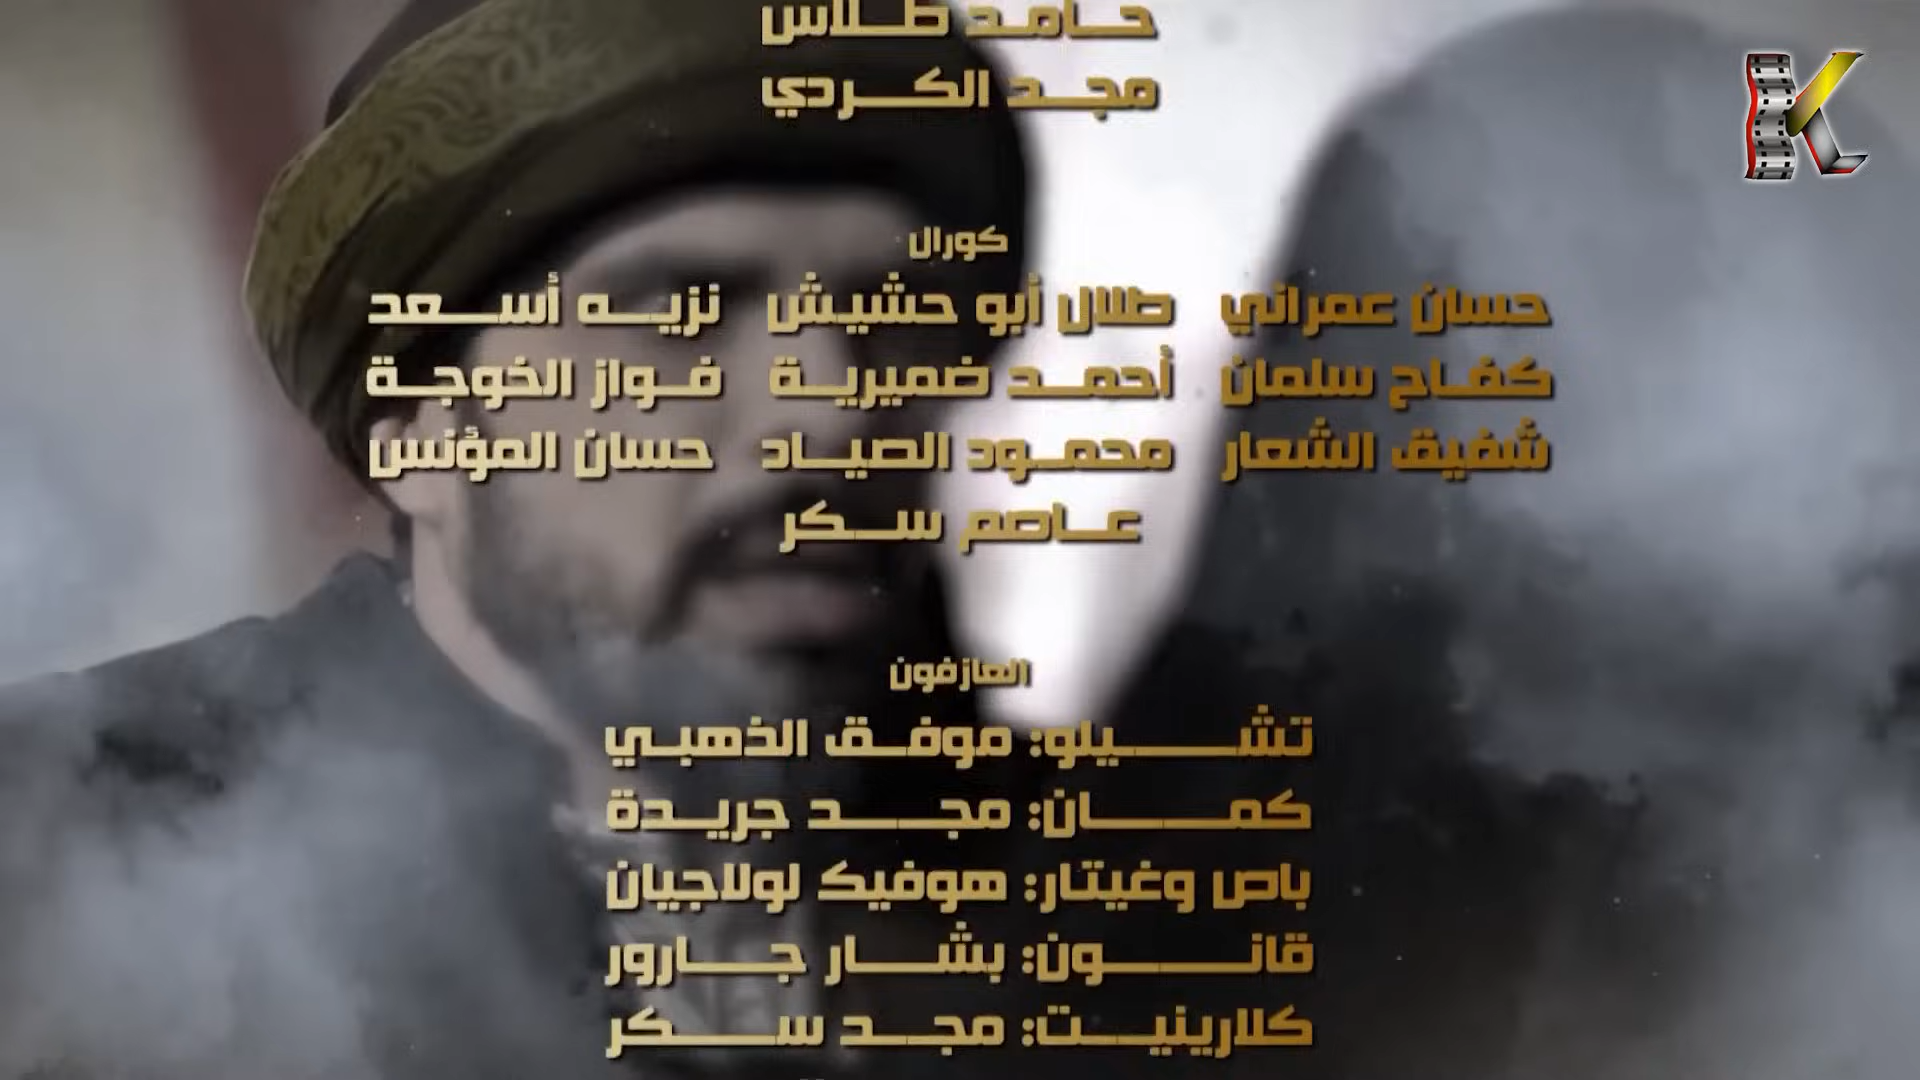 حامد طلاس
مجد الكردي
كورال
حسان عمراني طلال أبو حشيش نزيه أسعد
كفاح سلمان أحمد ضميرية فواز الخوجة
شفيق الشعار محمود الصياد حسان المؤنس
عاصم سكر
العازفون
تشيلو: موفق الذهبي
كمان: مجد جريدة
باص وغيتار: هوفيك لولاجيان
قانون: بشار جارور
كلارينيت: مجد سكر